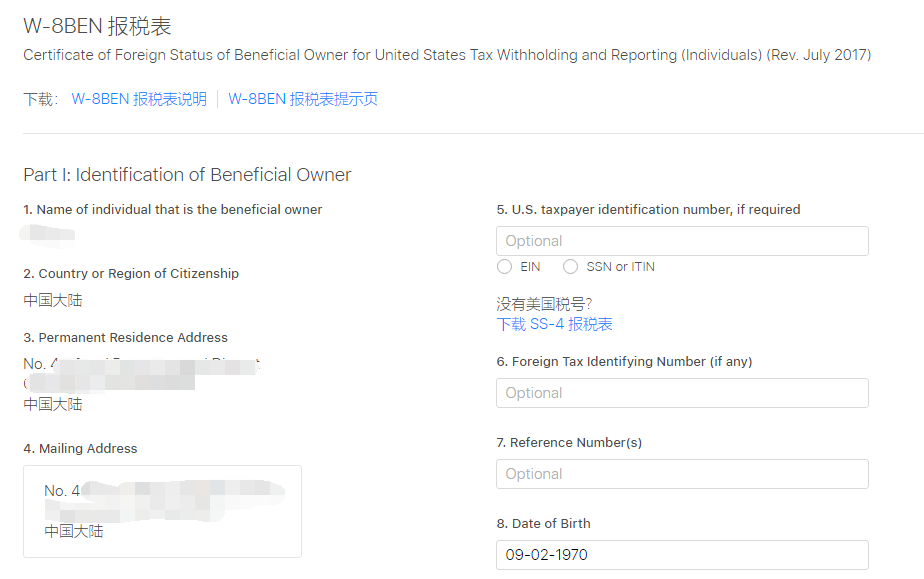 W-8BEN 报税表
Certificate of Foreign Status of Beneficial Owner for United States Tax Withholding and Reporting (Individuals) (Rev. July 2017)
下载： W-8BEN 报税表说明 W-8BEN 报税表提示页
Part I: Identification of Beneficial Owner
1. Name of individual that is the beneficial owner
2. Country or Region of Citizenship
中国大陆
3. Permanent Residence Address
No. 4
中国大陆
4. Mailing Address
No. 4
中国大陆
5. U.S. taxpayer identification number, if required
Optional
EIN SSN or ITIN
没有美国税号?
下载 SS-4 报税表
6. Foreign Tax Identifying Number (if any)
Optional
7. Reference Number(s)
Optional
8. Date of Birth
09-02-1970